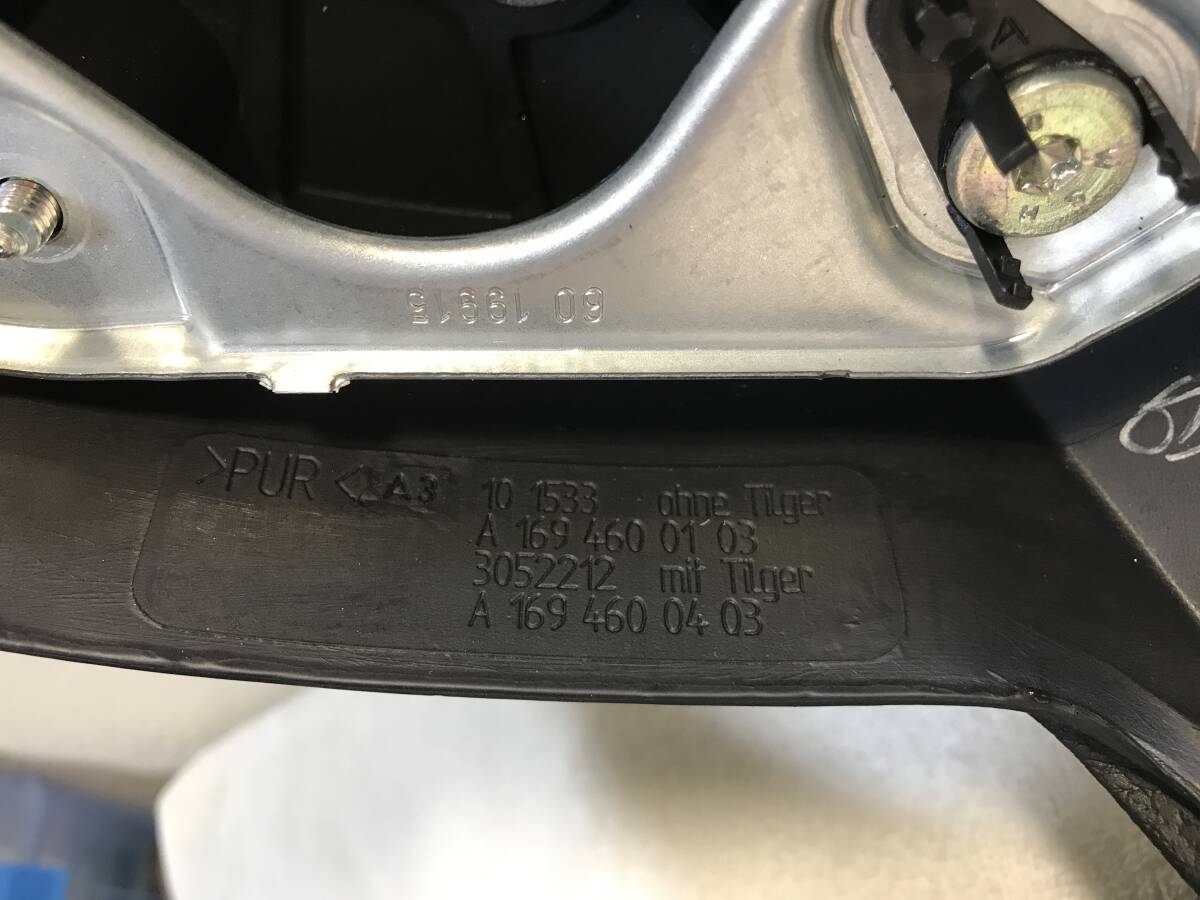 60 19915
>PUR< A3
10 1533 ohne Tilger
A 169 460 01 03
3052212 mit Tilger
A 169 460 04 03